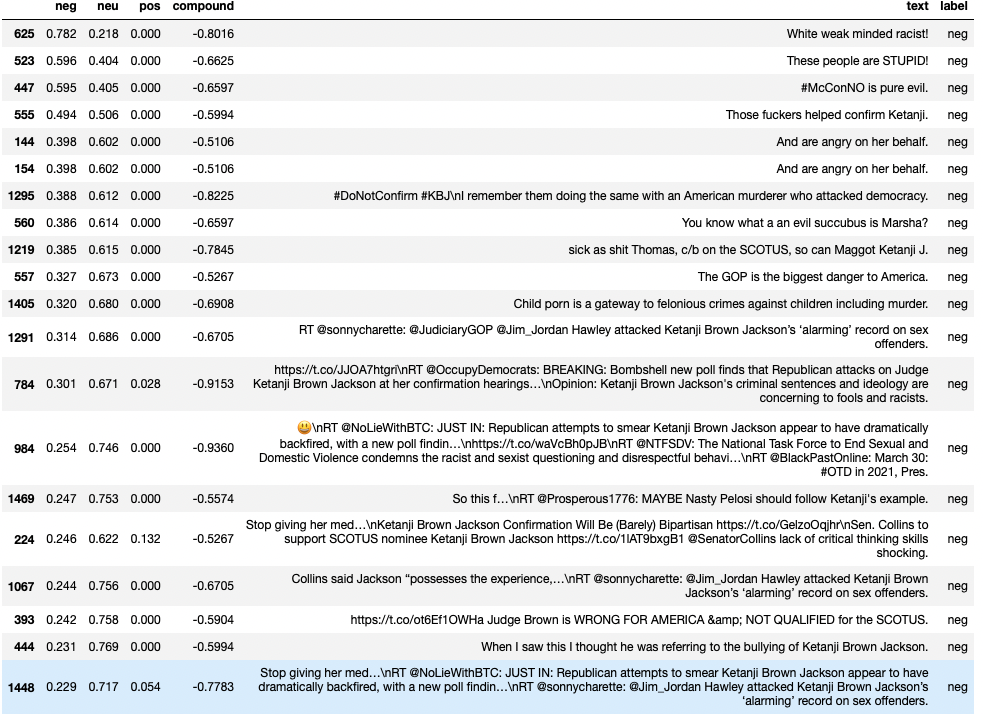 neg neu pos compound text label
625 0.782 0.218 0.000 -0.8016 White weak minded racist! neg
523 0.596 0.404 0.000 -0.6625 These people are STUPID! neg
447 0.595 0.405 0.000 -0.6597 #McConNO is pure evil. neg
555 0.494 0.506 0.000 -0.5994 Those fuckers helped confirm Ketanji. neg
144 0.398 0.602 0.000 -0.5106 And are angry on her behalf. neg
154 0.398 0.602 0.000 -0.5106 And are angry on her behalf. neg
1295 0.388 0.612 0.000 -0.8225 #DoNotConfirm #KBJ\nI remember them doing the same with an American murderer who attacked democracy. neg
560 0.386 0.614 0.000 -0.6597 You know what a an evil succubus is Marsha? neg
1219 0.385 0.615 0.000 -0.7845 sick as shit Thomas, c/b on the SCOTUS, so can Maggot Ketanji J. neg
557 0.327 0.673 0.000 -0.5267 The GOP is the biggest danger to America. neg
1405 0.320 0.680 0.000 -0.6908 Child porn is a gateway to felonious crimes against children including murder. neg
1291 0.314 0.686 0.000 -0.6705 RT @sonnycharette: @JudiciaryGOP @Jim_Jordan Hawley attacked Ketanji Brown Jackson's ‘alarming’ record on sex
offenders. neg
https://t.co/JJOA7htgri\nRT @OccupyDemocrats: BREAKING: Bombshell new poll finds that Republican attacks on Judge
784 0.301 0.671 0.028 -0.9153 Ketanji Brown Jackson at her confirmation hearings…\nOpinion: Ketanji Brown Jackson's criminal sentences and ideology are neg
concerning to fools and racists.
😃\nRT @NoLieWithBTC: JUST IN: Republican attempts to smear Ketanji Brown Jackson appear to have
dramatically backfired, with a new poll findin…\nhttps://t.co/waVcBh0pJB\nRT @NTFSDV: The National Task Force to End Sexual and
984 0.254 0.746 0.000 -0.9360 Domestic Violence condemns the racist and sexist questioning and disrespectful behavi…\nRT @BlackPastOnline: March 30: neg
#OTD in 2021, Pres.
1469 0.247 0.753 0.000 -0.5574 So this f…\nRT @Prosperous1776: MAYBE Nasty Pelosi should follow Ketanji's example. neg
Stop giving her med…\nKetanji Brown Jackson Confirmation Will Be (Barely) Bipartisan https://t.co/GelzoOqjhr\nSen. Collins to
224 0.246 0.622 0.132 -0.5267 support SCOTUS nominee Ketanji Brown Jackson https://t.co/1lAT9bxgB1 @SenatorCollins lack of critical thinking skills neg
shocking.
1067 0.244 0.756 0.000 -0.6705 Collins said Jackson “possesses the experience,…\nRT @sonnycharette: @Jim_Jordan Hawley attacked Ketanji Brown
Jackson’s ‘alarming’ record on sex offenders. neg
393 0.242 0.758 0.000 -0.5904 https://t.co/ot6Ef1OWHa Judge Brown is WRONG FOR AMERICA &amp; NOT QUALIFIED for the SCOTUS. neg
444 0.231 0.769 0.000 -0.5994 When I saw this I thought he was referring to the bullying of Ketanji Brown Jackson. neg
Stop giving her med…\nRT @NoLieWithBTC: JUST IN: Republican attempts to smear Ketanji Brown Jackson appear to have
1448 0.229 0.717 0.054 -0.7783 dramatically backfired, with a new poll findin…\nRT @sonnycharette: @Jim_Jordan Hawley attacked Ketanji Brown Jackson’s neg
‘alarming’ record on sex offenders.